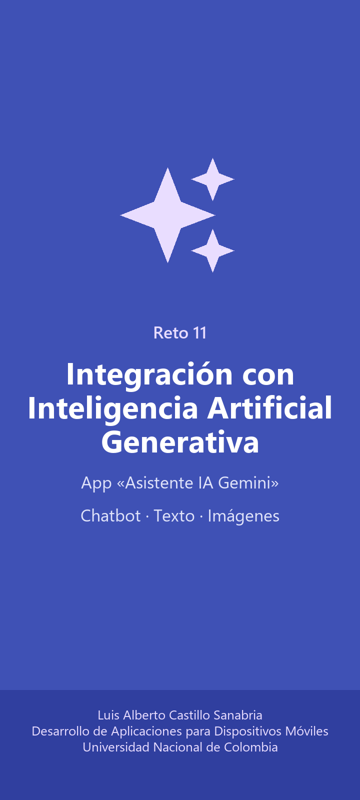 Reto 11
Integración con
Inteligencia Artificial
Generativa
App «Asistente IA Gemini»
Chatbot · Texto · Imágenes
Luis Alberto Castillo Sanabria
Desarrollo de Aplicaciones para Dispositivos Móviles
Universidad Nacional de Colombia